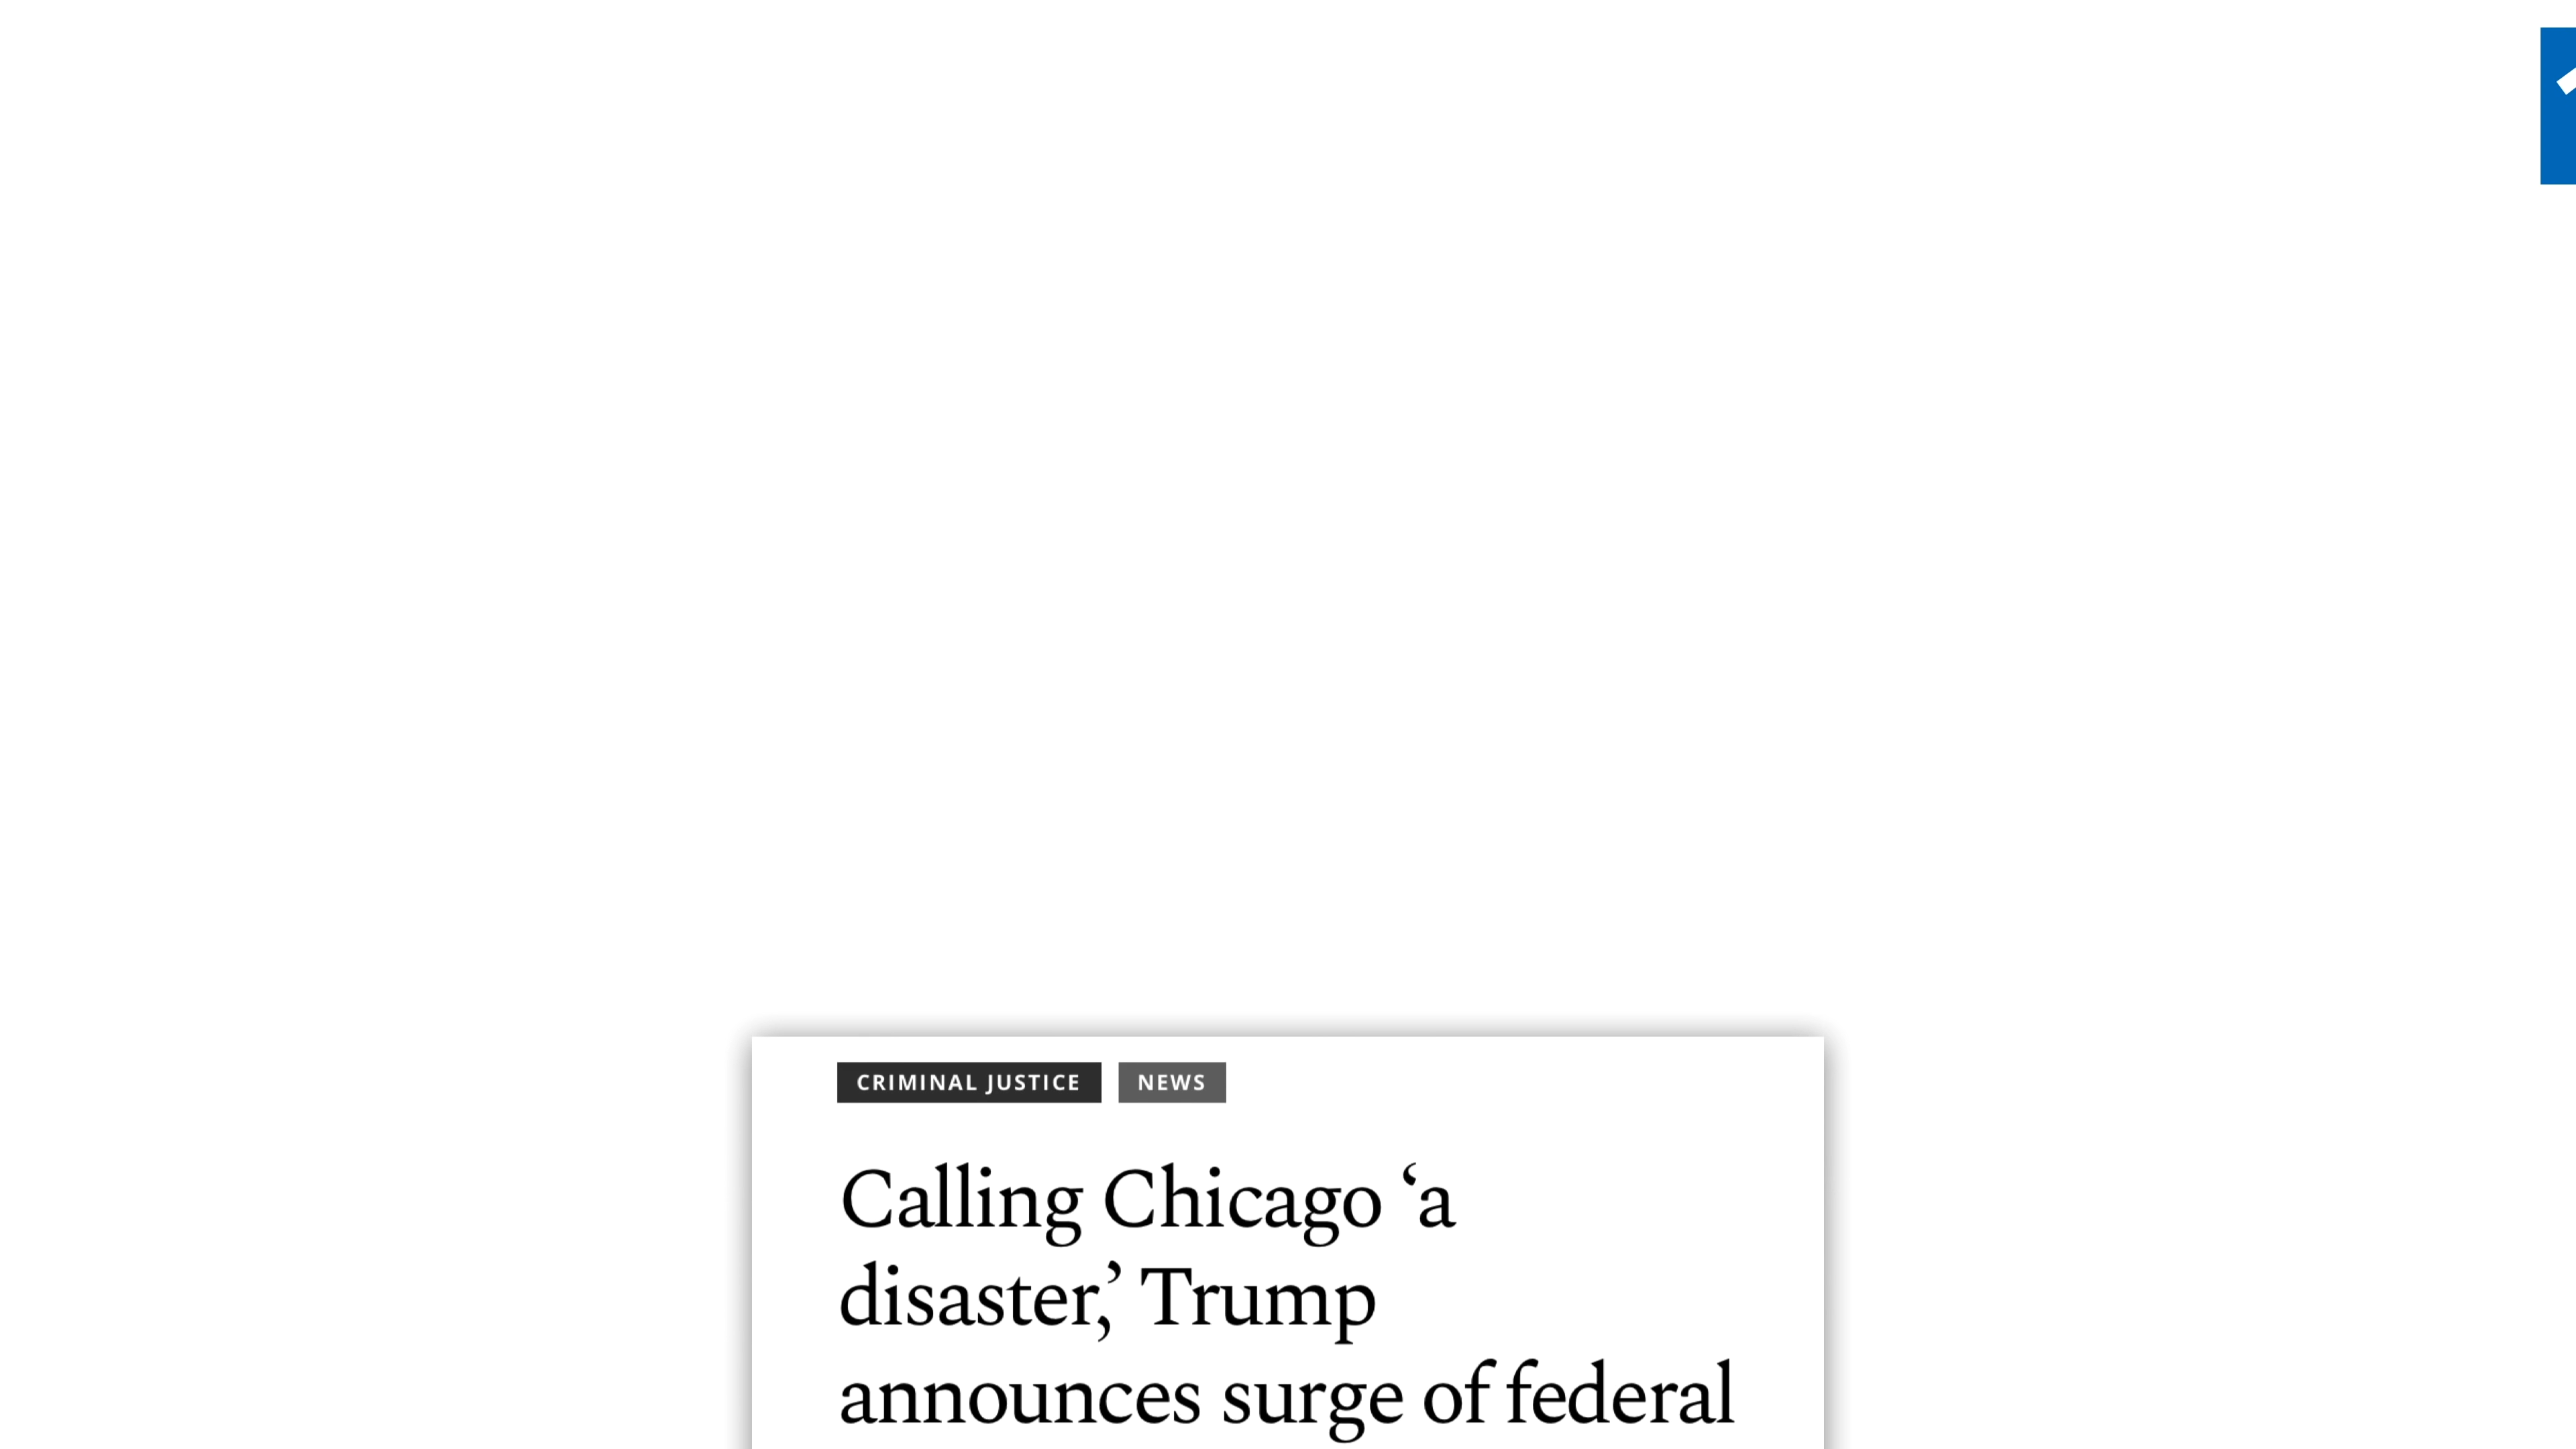 CRIMINAL JUSTICE NEWS
Calling Chicago ‘a
disaster,’ Trump
announces surge of federal